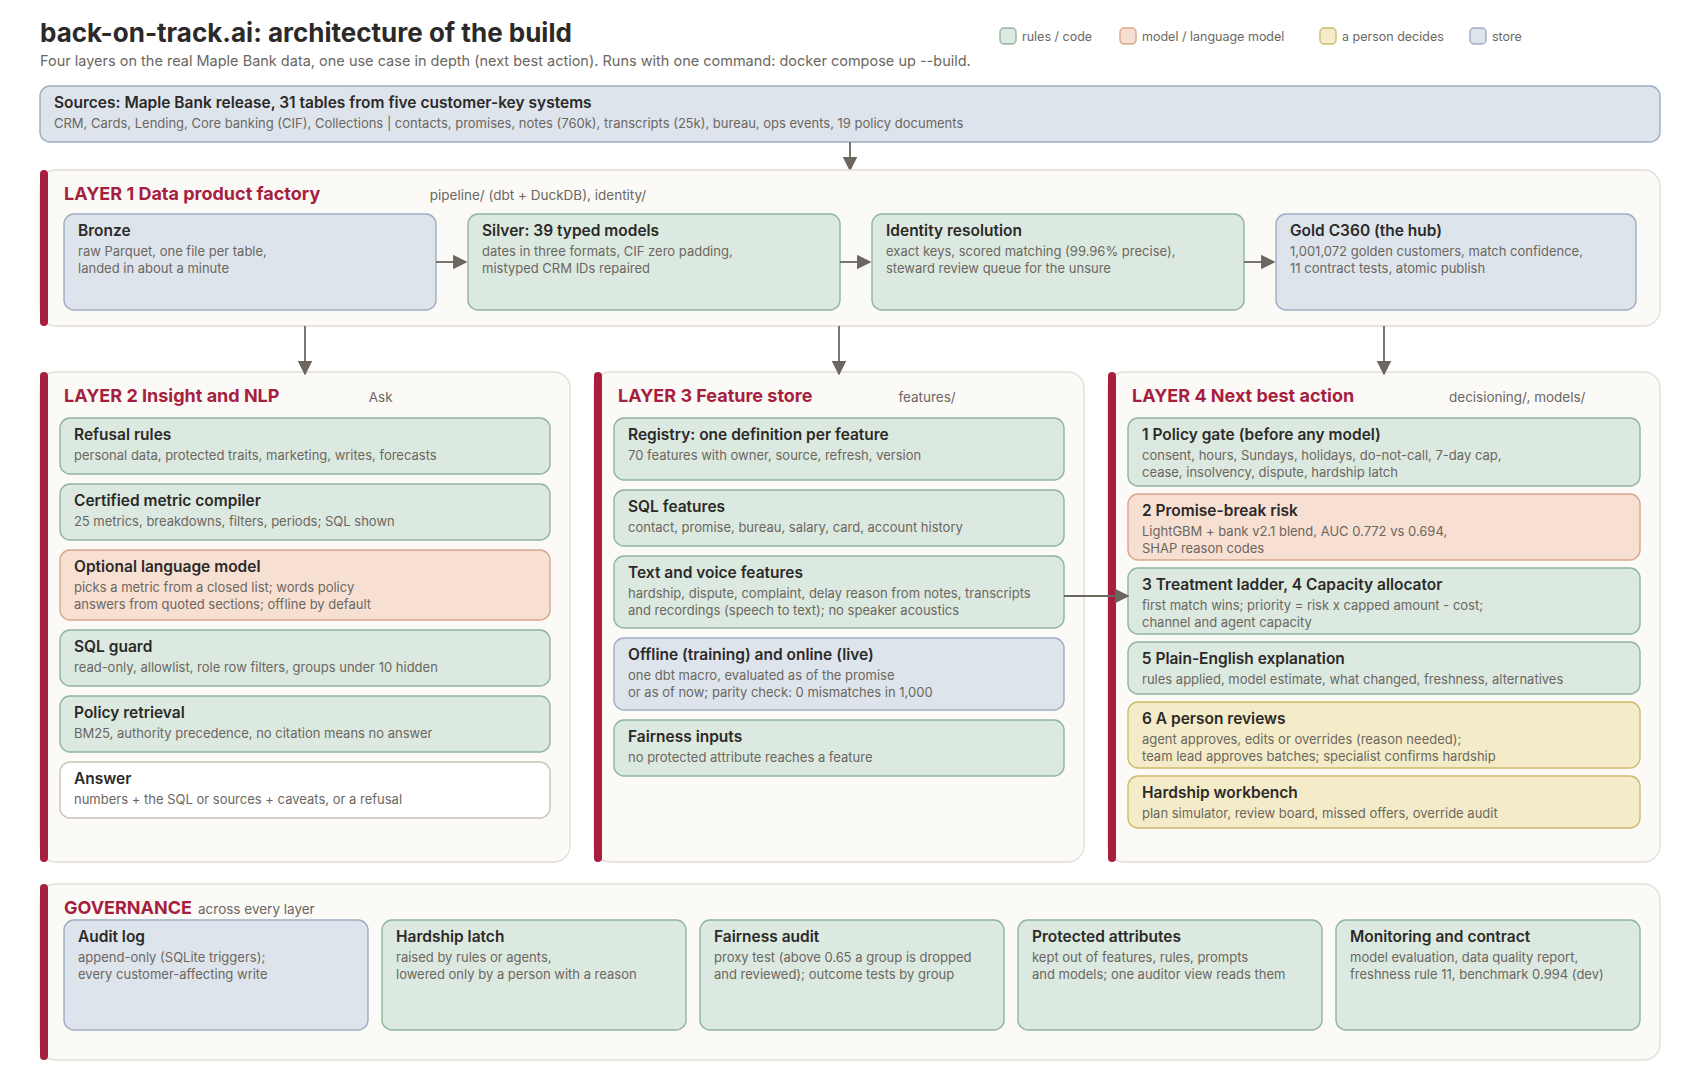 back-on-track.ai: architecture of the build
rules / code
model / language model
a person decides
store
Four layers on the real Maple Bank data, one use case in depth (next best action). Runs with one command: docker compose up --build.
Sources: Maple Bank release, 31 tables from five customer-key systems
CRM, Cards, Lending, Core banking (CIF), Collections | contacts, promises, notes (760k), transcripts (25k), bureau, ops events, 19 policy documents
LAYER 1 Data product factory
pipeline/ (dbt + DuckDB), identity/
Bronze
raw Parquet, one file per table,
landed in about a minute
Silver: 39 typed models
dates in three formats, CIF zero padding,
mistyped CRM IDs repaired
Identity resolution
exact keys, scored matching (99.96% precise),
steward review queue for the unsure
Gold C360 (the hub)
1,001,072 golden customers, match confidence,
11 contract tests, atomic publish
LAYER 2 Insight and NLP
Ask
Refusal rules
personal data, protected traits, marketing, writes, forecasts
Certified metric compiler
25 metrics, breakdowns, filters, periods; SQL shown
Optional language model
picks a metric from a closed list; words policy
answers from quoted sections; offline by default
SQL guard
read-only, allowlist, role row filters, groups under 10 hidden
Policy retrieval
BM25, authority precedence, no citation means no answer
Answer
numbers + the SQL or sources + caveats, or a refusal
LAYER 3 Feature store
features/
Registry: one definition per feature
70 features with owner, source, refresh, version
SQL features
contact, promise, bureau, salary, card, account history
Text and voice features
hardship, dispute, complaint, delay reason from notes, transcripts
and recordings (speech to text); no speaker acoustics
Offline (training) and online (live)
one dbt macro, evaluated as of the promise
or as of now; parity check: 0 mismatches in 1,000
Fairness inputs
no protected attribute reaches a feature
LAYER 4 Next best action
decisioning/, models/
1 Policy gate (before any model)
consent, hours, Sundays, holidays, do-not-call, 7-day cap,
cease, insolvency, dispute, hardship latch
2 Promise-break risk
LightGBM + bank v2.1 blend, AUC 0.772 vs 0.694,
SHAP reason codes
3 Treatment ladder, 4 Capacity allocator
first match wins; priority = risk x capped amount - cost;
channel and agent capacity
5 Plain-English explanation
rules applied, model estimate, what changed, freshness, alternatives
6 A person reviews
agent approves, edits or overrides (reason needed);
team lead approves batches; specialist confirms hardship
Hardship workbench
plan simulator, review board, missed offers, override audit
GOVERNANCE across every layer
Audit log
append-only (SQLite triggers);
every customer-affecting write
Hardship latch
raised by rules or agents,
lowered only by a person with a reason
Fairness audit
proxy test (above 0.65 a group is dropped
and reviewed); outcome tests by group
Protected attributes
kept out of features, rules, prompts
and models; one auditor view reads them
Monitoring and contract
model evaluation, data quality report,
freshness rule 11, benchmark 0.994 (dev)